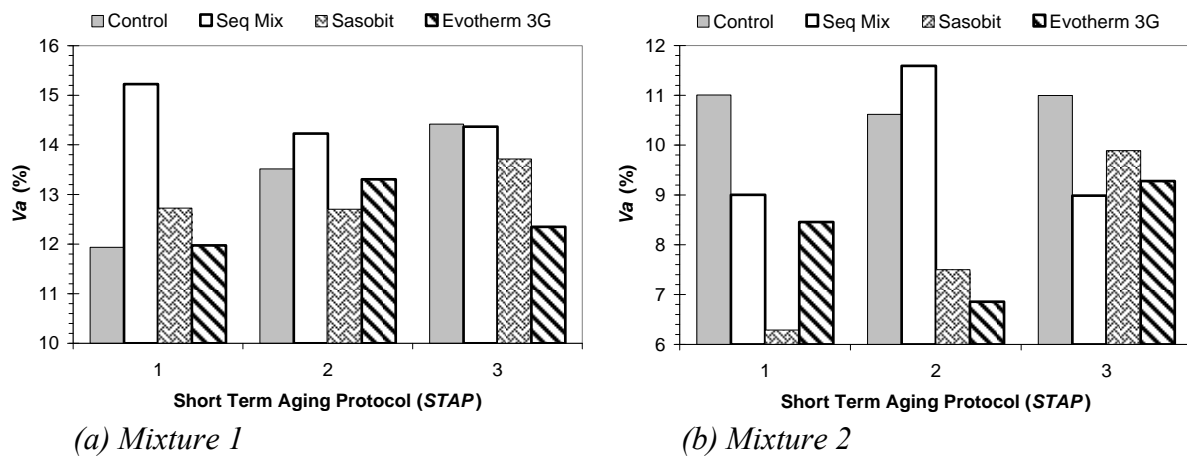 Control Seq Mix Sasobit Evotherm 3G
16
15
14
13
12
11
10
Va (%)
1 2 3
Short Term Aging Protocol (STAP)
(a) Mixture 1
Control Seq Mix Sasobit Evotherm 3G
12
11
10
9
8
7
6
Va (%)
1 2 3
Short Term Aging Protocol (STAP)
(b) Mixture 2